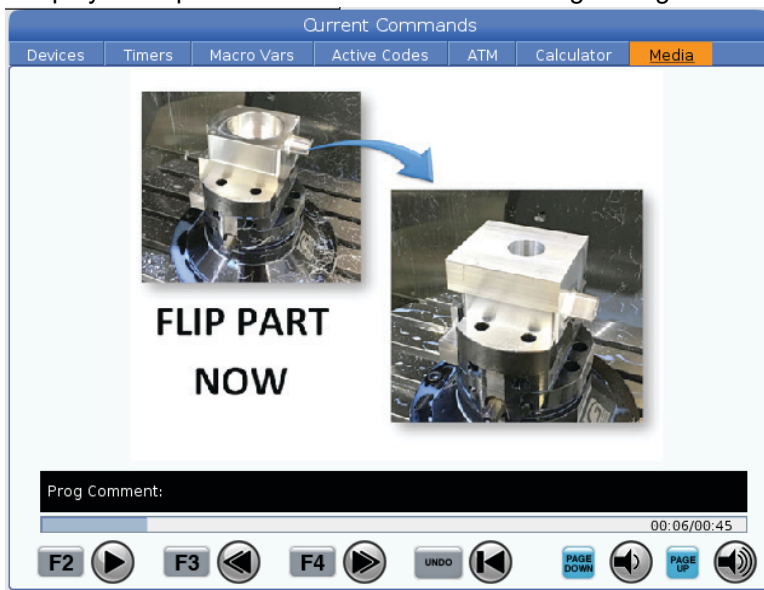 Current Commands
Devices Timers Macro Vars Active Codes ATM Calculator Media
FLIP PART
NOW
Prog Comment:
00:06/00:45
F2 F3 F4 UNDO PAGE DOWN PAGE UP